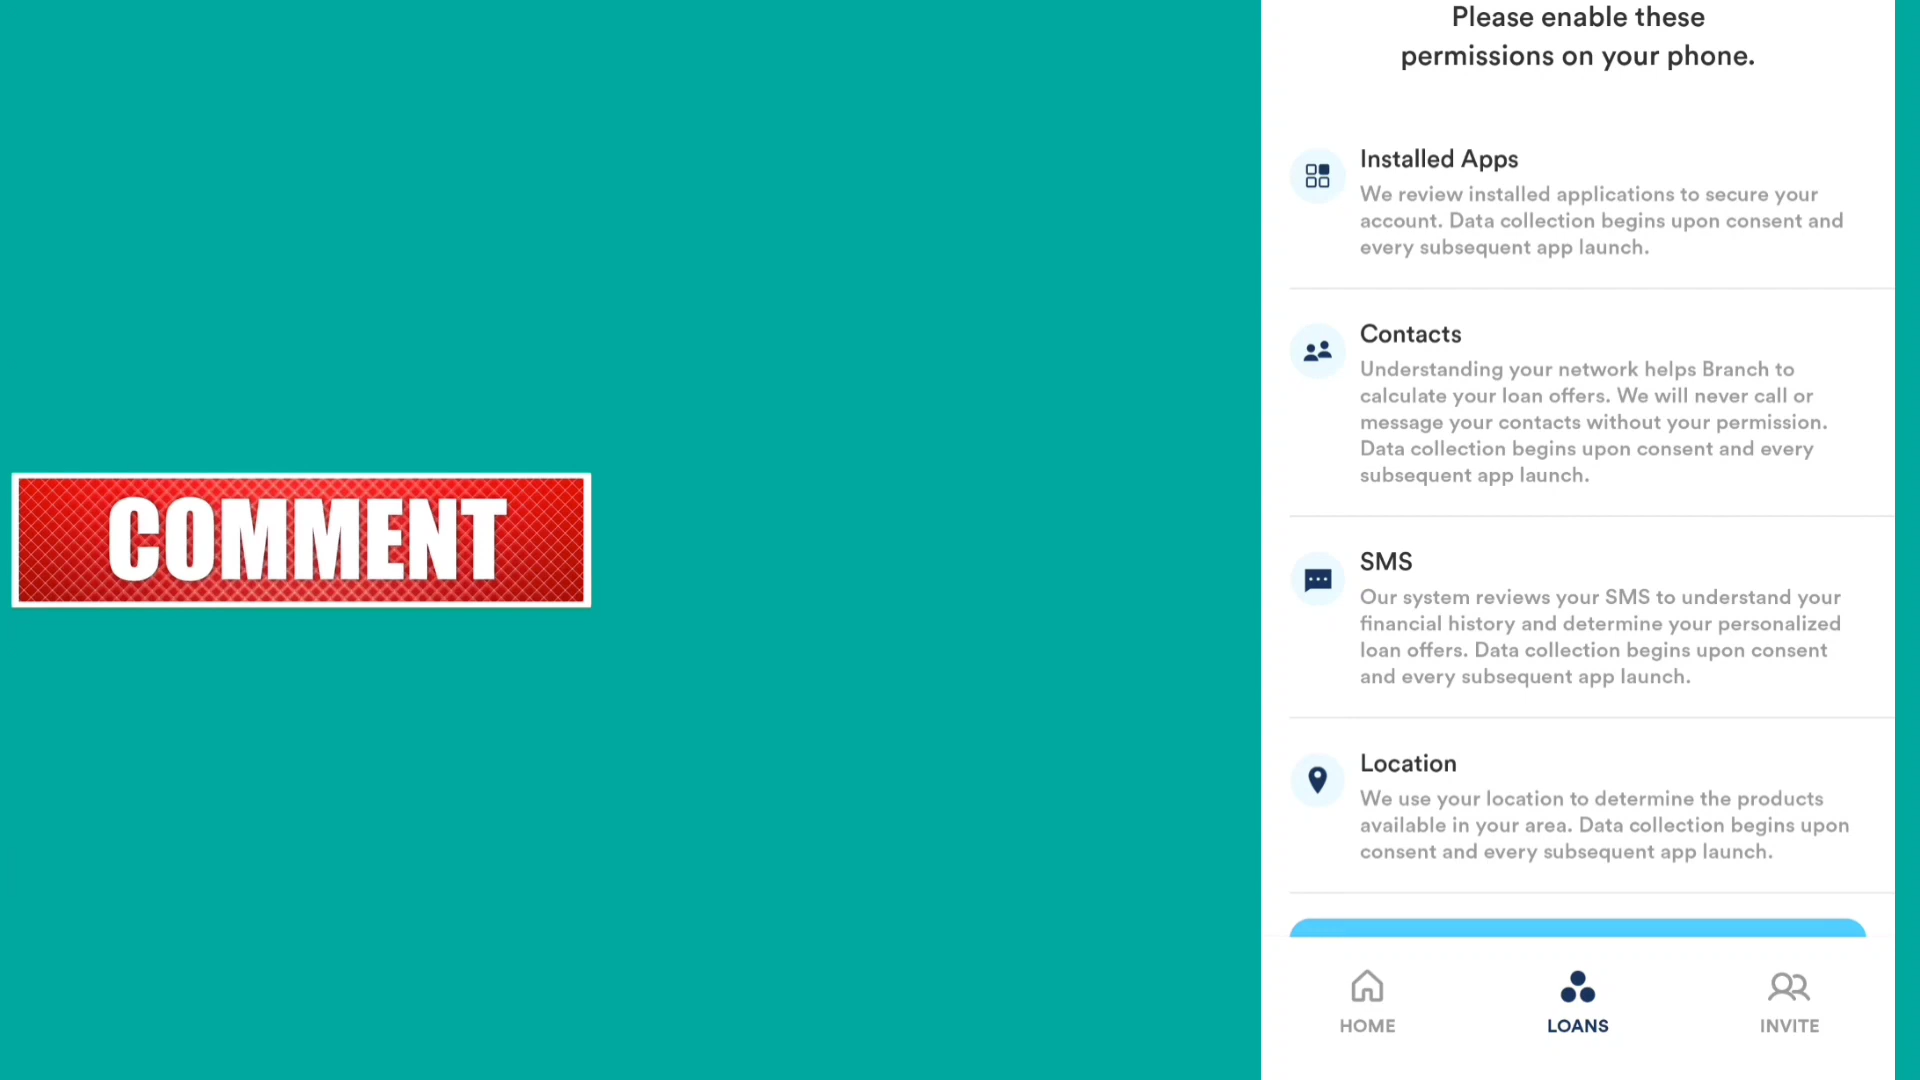 COMMENT
Please enable these
permissions on your phone.
Installed Apps
We review installed applications to secure your
account. Data collection begins upon consent and
every subsequent app launch.
Contacts
Understanding your network helps Branch to
calculate your loan offers. We will never call or
message your contacts without your permission.
Data collection begins upon consent and every
subsequent app launch.
SMS
Our system reviews your SMS to understand your
financial history and determine your personalized
loan offers. Data collection begins upon consent
and every subsequent app launch.
Location
We use your location to determine the products
available in your area. Data collection begins upon
consent and every subsequent app launch.
HOME
LOANS
INVITE